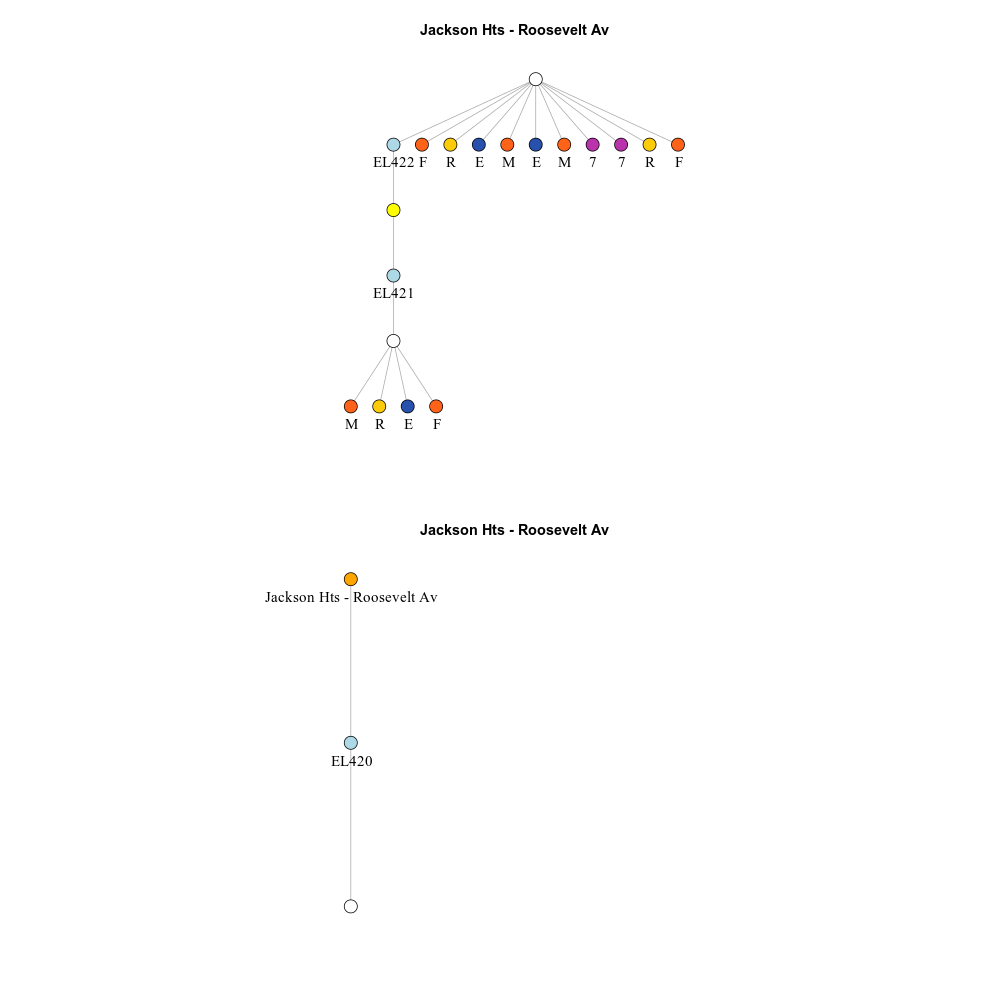 Jackson Hts - Roosevelt Av
EL422 F R E M E M 7 7 R F
EL421
M R E F
Jackson Hts - Roosevelt Av
Jackson Hts - Roosevelt Av
EL420